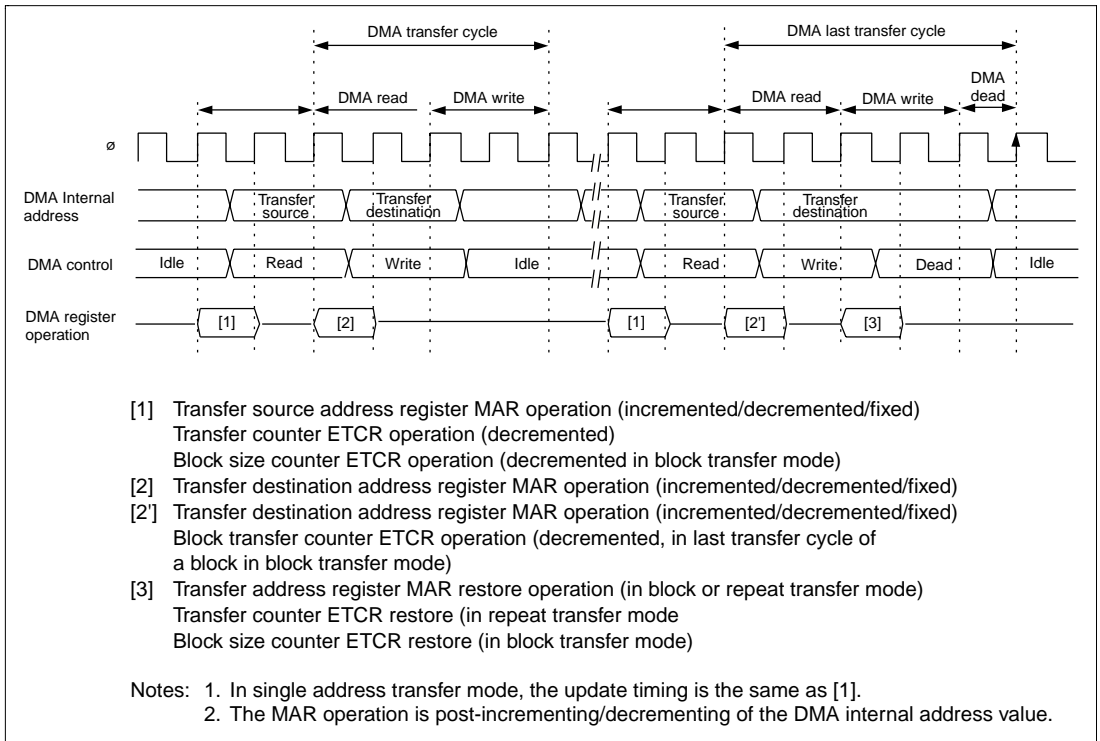 DMA transfer cycle DMA last transfer cycle
DMA read DMA write DMA read DMA write DMA dead
ø
DMA Internal address Transfer source Transfer destination Transfer source Transfer destination
DMA control Idle Read Write Idle Read Write Dead Idle
DMA register operation [1] [2] [1] [2'] [3]
[1] Transfer source address register MAR operation (incremented/decremented/fixed)
Transfer counter ETCR operation (decremented)
Block size counter ETCR operation (decremented in block transfer mode)
[2] Transfer destination address register MAR operation (incremented/decremented/fixed)
[2'] Transfer destination address register MAR operation (incremented/decremented/fixed)
Block transfer counter ETCR operation (decremented, in last transfer cycle of
a block in block transfer mode)
[3] Transfer address register MAR restore operation (in block or repeat transfer mode)
Transfer counter ETCR restore (in repeat transfer mode
Block size counter ETCR restore (in block transfer mode)
Notes: 1. In single address transfer mode, the update timing is the same as [1].
2. The MAR operation is post-incrementing/decrementing of the DMA internal address value.